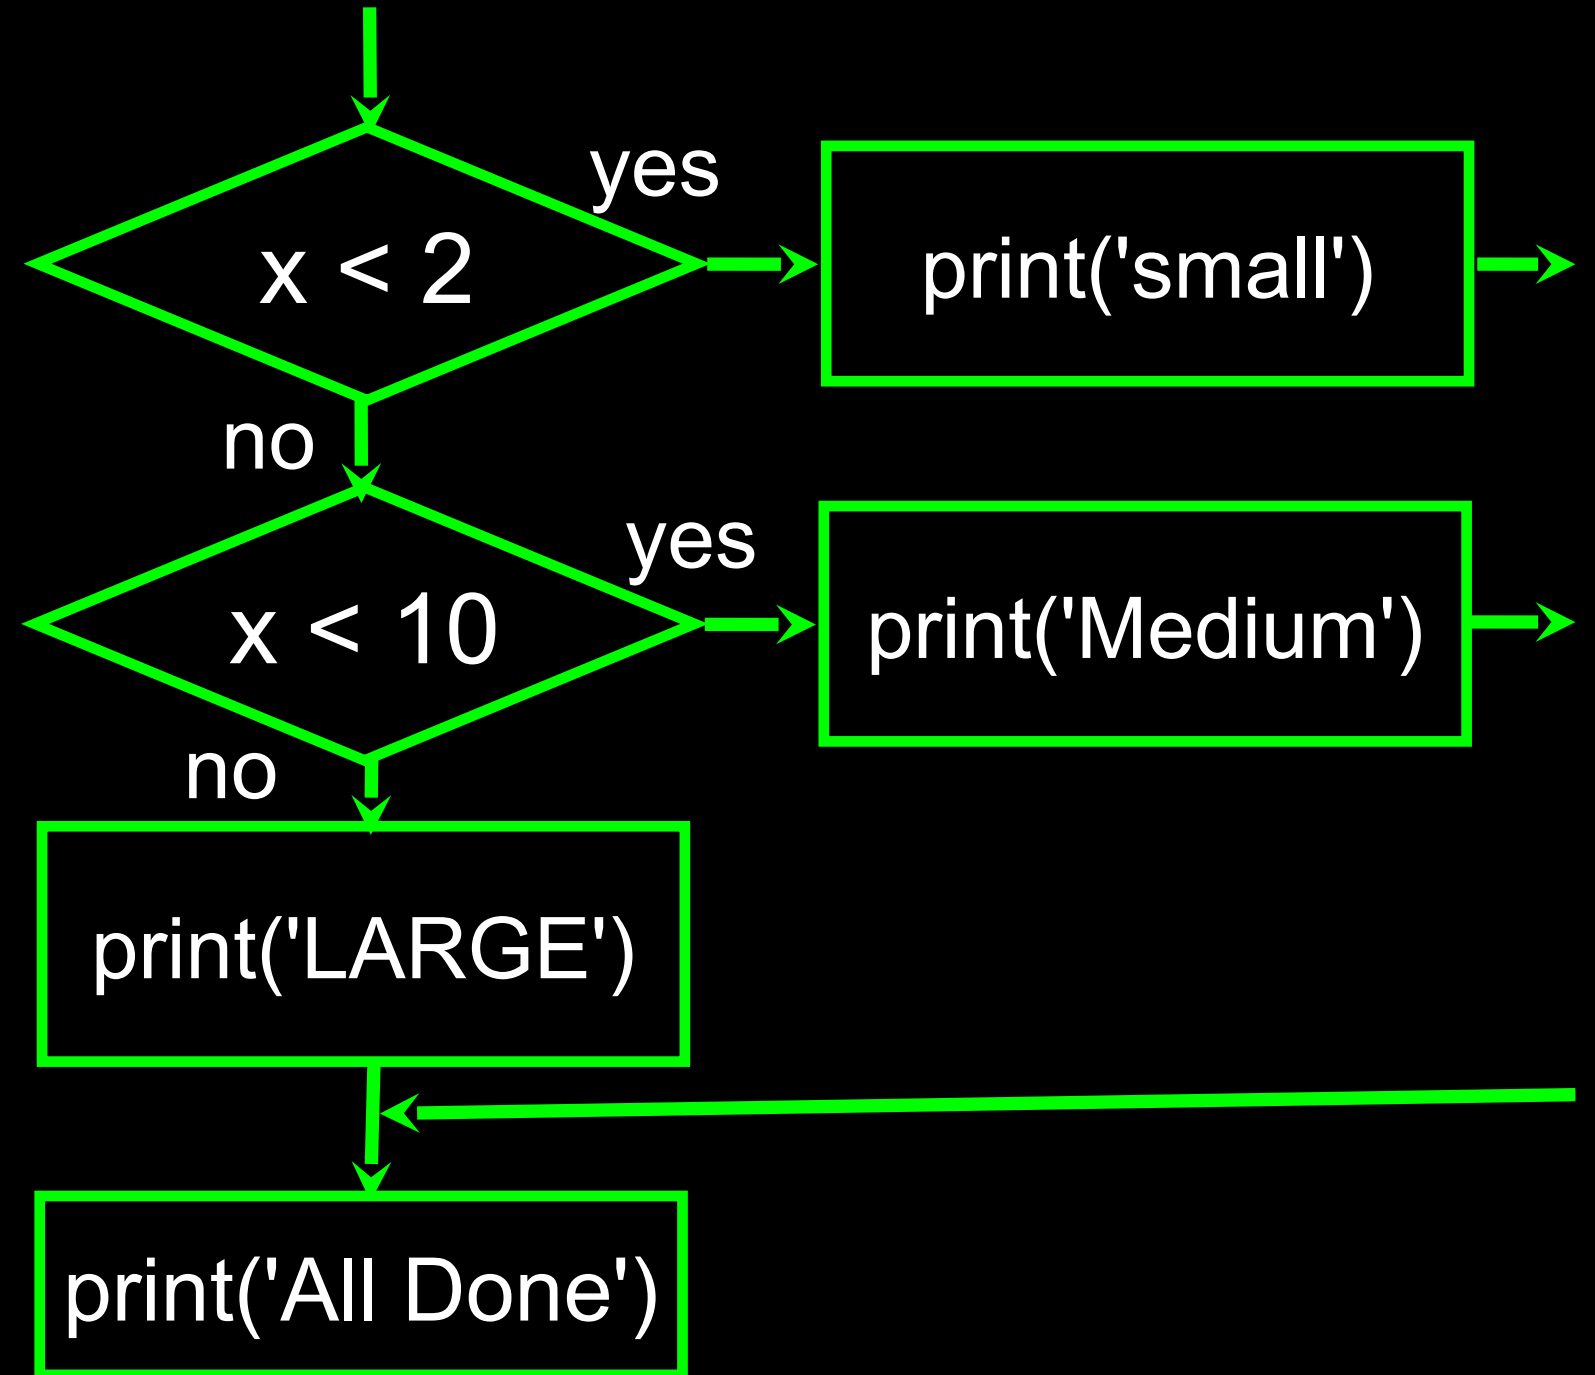 yes
x < 2
print('small')
no
yes
x < 10
print('Medium')
no
print('LARGE')
print('All Done')